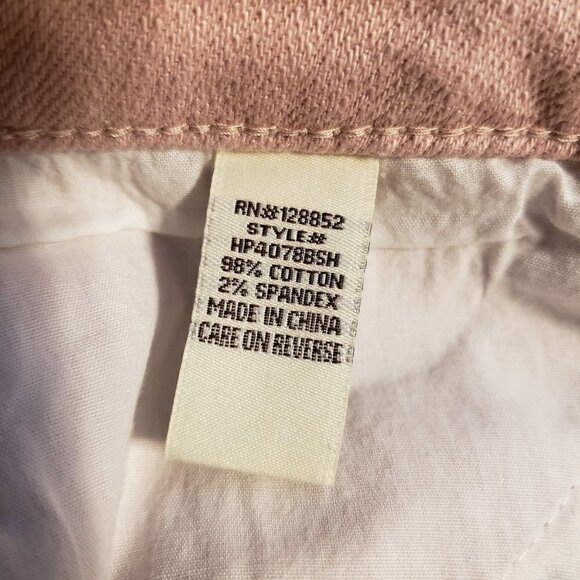 RN#128852
STYLE#
HP4078BSH
98% COTTON
2% SPANDEX
MADE IN CHINA
CARE ON REVERSE